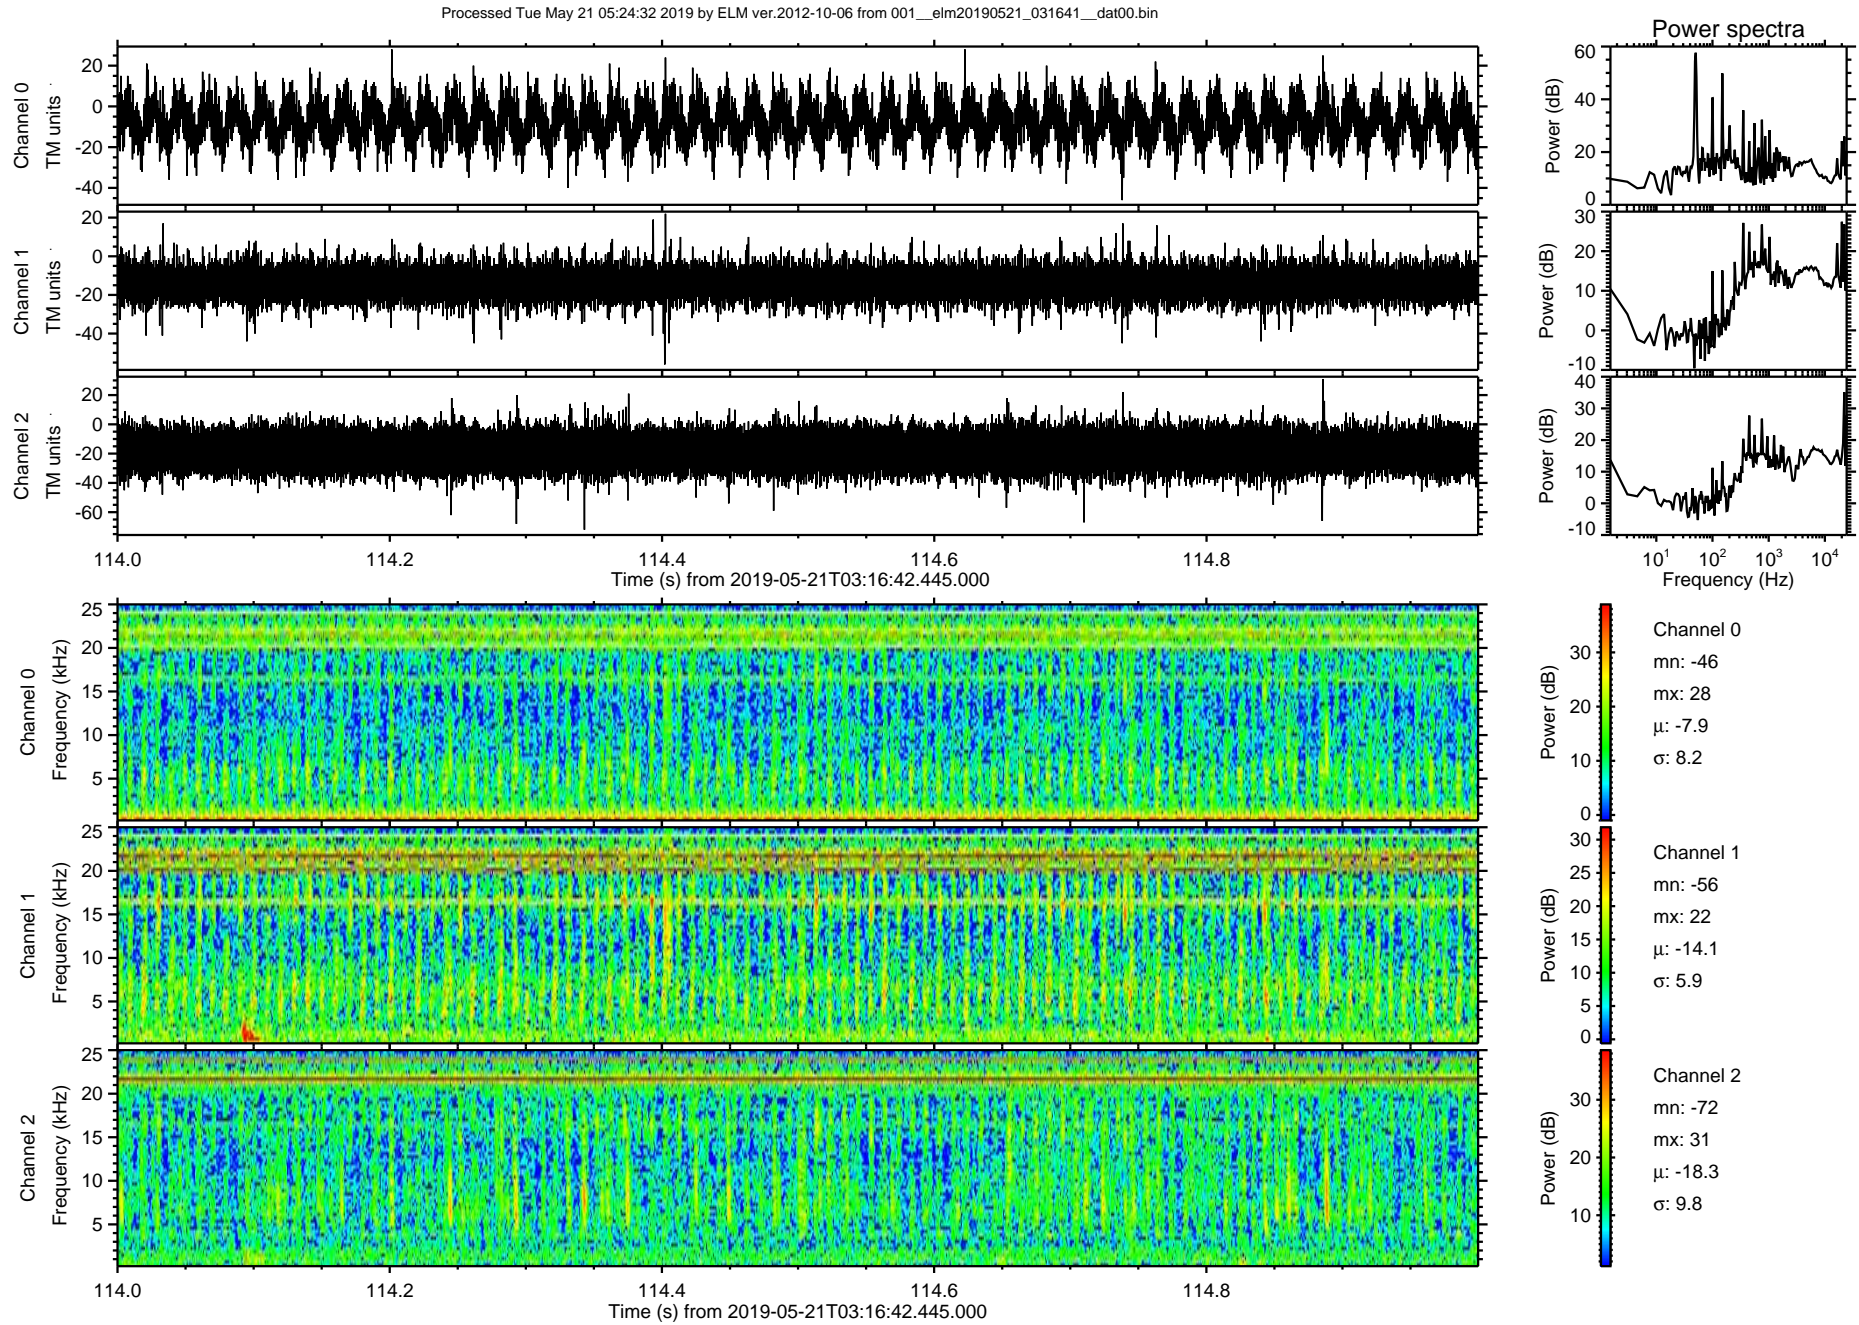 Processed Tue May 21 05:24:32 2019 by ELM ver.2012-10-06 from 001__elm20190521_031641__dat00.bin
Power spectra
Channel 0
TM units
20
0
-20
-40
Power (dB)
60
40
20
0
Channel 1
TM units
20
0
-20
-40
Power (dB)
30
20
10
0
-10
Channel 2
TM units
20
0
-20
-40
-60
Power (dB)
40
30
20
10
0
-10
114.0 114.2 114.4 114.6 114.8
Time (s) from 2019-05-21T03:16:42.445.000
10^1 10^2 10^3 10^4
Frequency (Hz)
Channel 0
Frequency (kHz)
25
20
15
10
5
Power (dB)
30
20
10
0
Channel 0
mn: -46
mx: 28
μ: -7.9
σ: 8.2
Channel 1
Frequency (kHz)
25
20
15
10
5
Power (dB)
30
25
20
15
10
5
0
Channel 1
mn: -56
mx: 22
μ: -14.1
σ: 5.9
Channel 2
Frequency (kHz)
25
20
15
10
5
Power (dB)
30
20
10
Channel 2
mn: -72
mx: 31
μ: -18.3
σ: 9.8
114.0 114.2 114.4 114.6 114.8
Time (s) from 2019-05-21T03:16:42.445.000